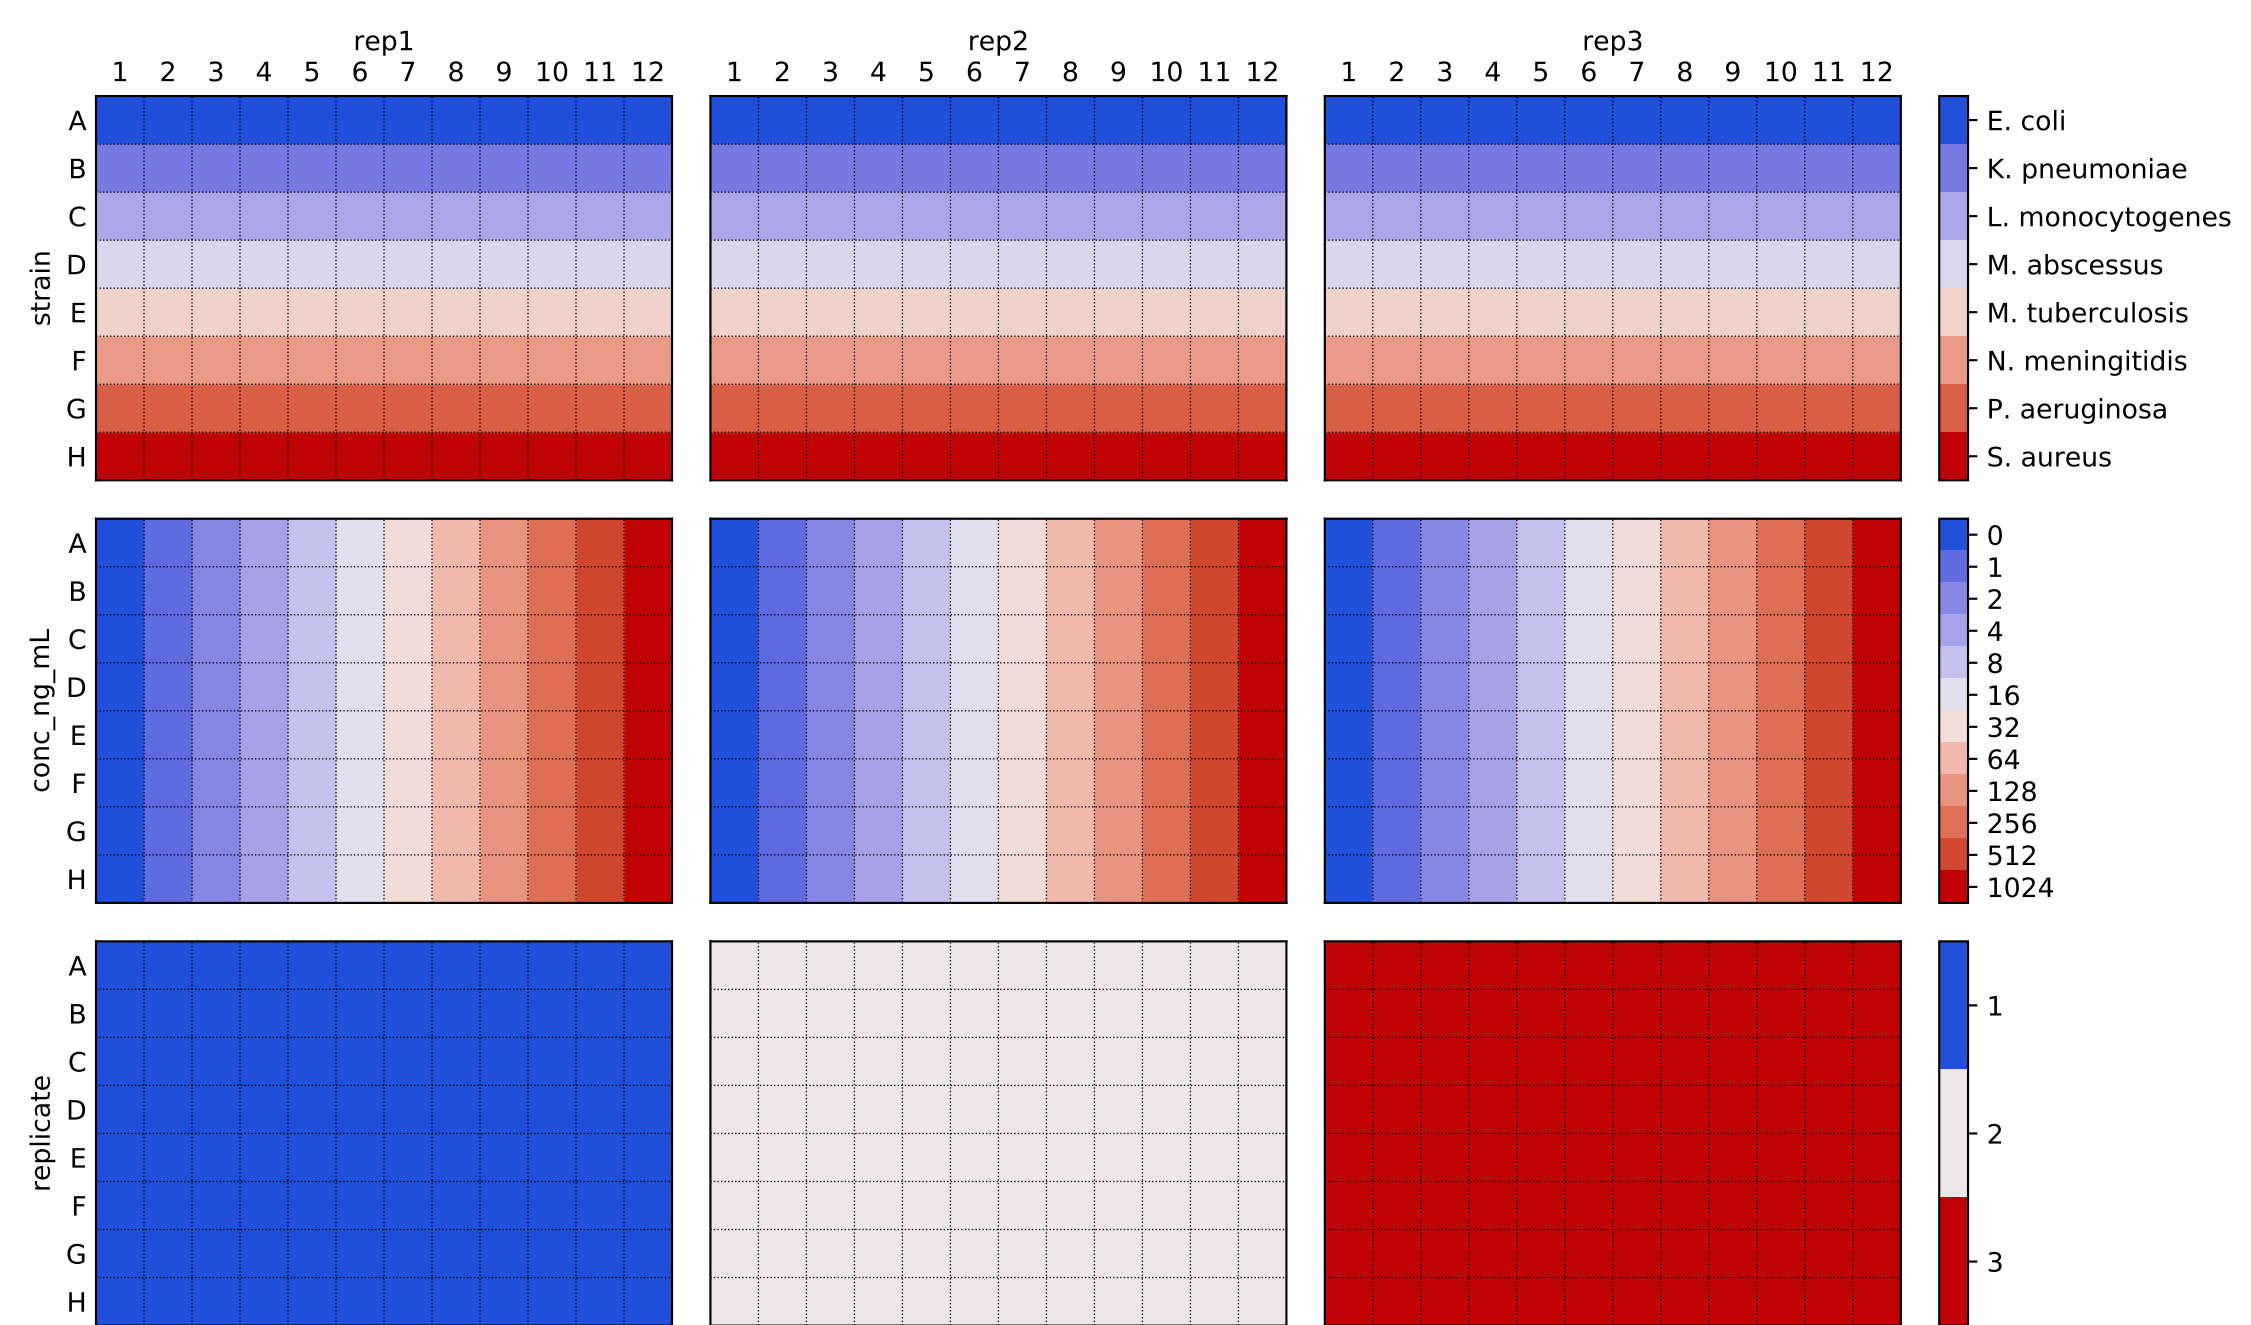 rep1 rep2 rep3
1 2 3 4 5 6 7 8 9 10 11 12 1 2 3 4 5 6 7 8 9 10 11 12 1 2 3 4 5 6 7 8 9 10 11 12
strain
A
B
C
D
E
F
G
H
E. coli
K. pneumoniae
L. monocytogenes
M. abscessus
M. tuberculosis
N. meningitidis
P. aeruginosa
S. aureus
conc_ng_mL
A
B
C
D
E
F
G
H
0
1
2
4
8
16
32
64
128
256
512
1024
replicate
A
B
C
D
E
F
G
H
1
2
3